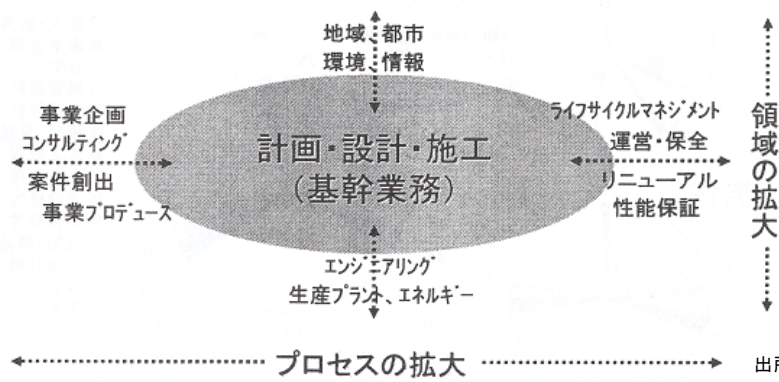 地域、都市
環境、情報
事業企画
コンサルティング
案件創出
事業プロデュース
計画・設計・施工
(基幹業務)
ライフサイクルマネジメント
運営・保全
リニューアル
性能保証
エンジニアリング
生産プラント、エネルギー
領域の拡大
プロセスの拡大